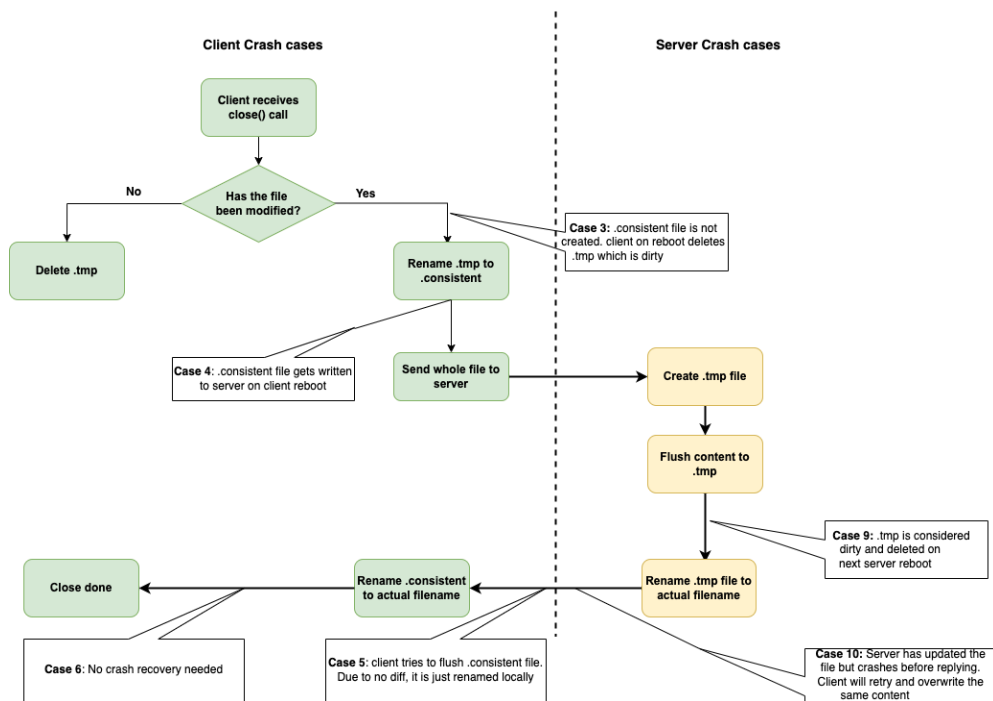 Client Crash cases
Server Crash cases
Client receives
close() call
Has the file
been modified?
No
Yes
Case 3: .consistent file is not
created. client on reboot deletes
.tmp which is dirty
Delete .tmp
Rename .tmp to
.consistent
Case 4: .consistent file gets written
to server on client reboot
Send whole file to
server
Create .tmp file
Flush content to
.tmp
Case 9: .tmp is considered
dirty and deleted on
next server reboot
Close done
Rename .consistent
to actual filename
Rename .tmp file to
actual filename
Case 6: No crash recovery needed
Case 5: client tries to flush .consistent file.
Due to no diff, it is just renamed locally
Case 10: Server has updated the
file but crashes before replying.
Client will retry and overwrite the
same content